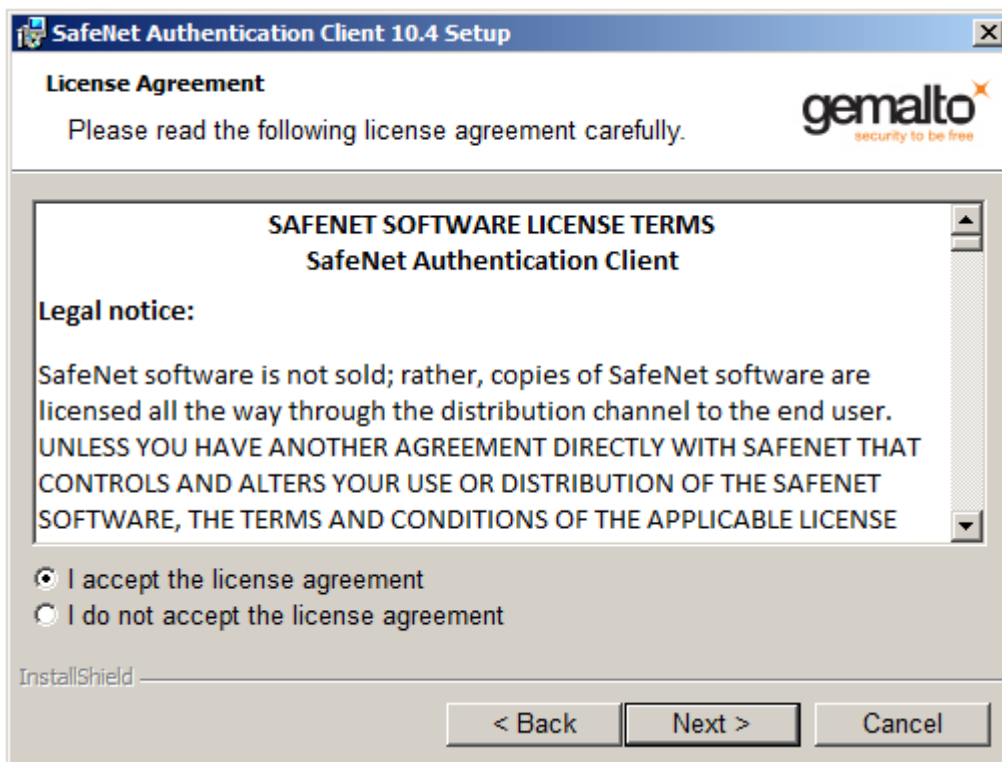 SafeNet Authentication Client 10.4 Setup
License Agreement
Please read the following license agreement carefully.
gemalto
security to be free
SAFENET SOFTWARE LICENSE TERMS
SafeNet Authentication Client
Legal notice:
SafeNet software is not sold; rather, copies of SafeNet software are
licensed all the way through the distribution channel to the end user.
UNLESS YOU HAVE ANOTHER AGREEMENT DIRECTLY WITH SAFENET THAT
CONTROLS AND ALTERS YOUR USE OR DISTRIBUTION OF THE SAFENET
SOFTWARE, THE TERMS AND CONDITIONS OF THE APPLICABLE LICENSE
I accept the license agreement
I do not accept the license agreement
InstallShield
< Back
Next >
Cancel